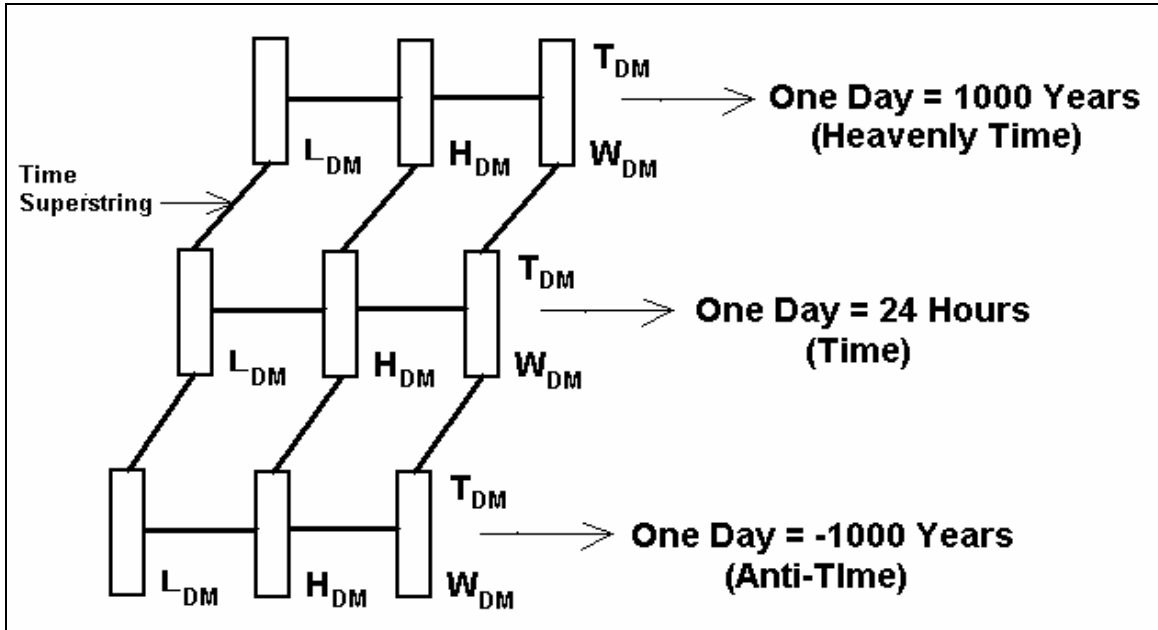 T_DM
One Day = 1000 Years
(Heavenly Time)
L_DM H_DM W_DM
Time
Superstring
T_DM
One Day = 24 Hours
(Time)
L_DM H_DM W_DM
T_DM
One Day = -1000 Years
(Anti-TIme)
L_DM H_DM W_DM